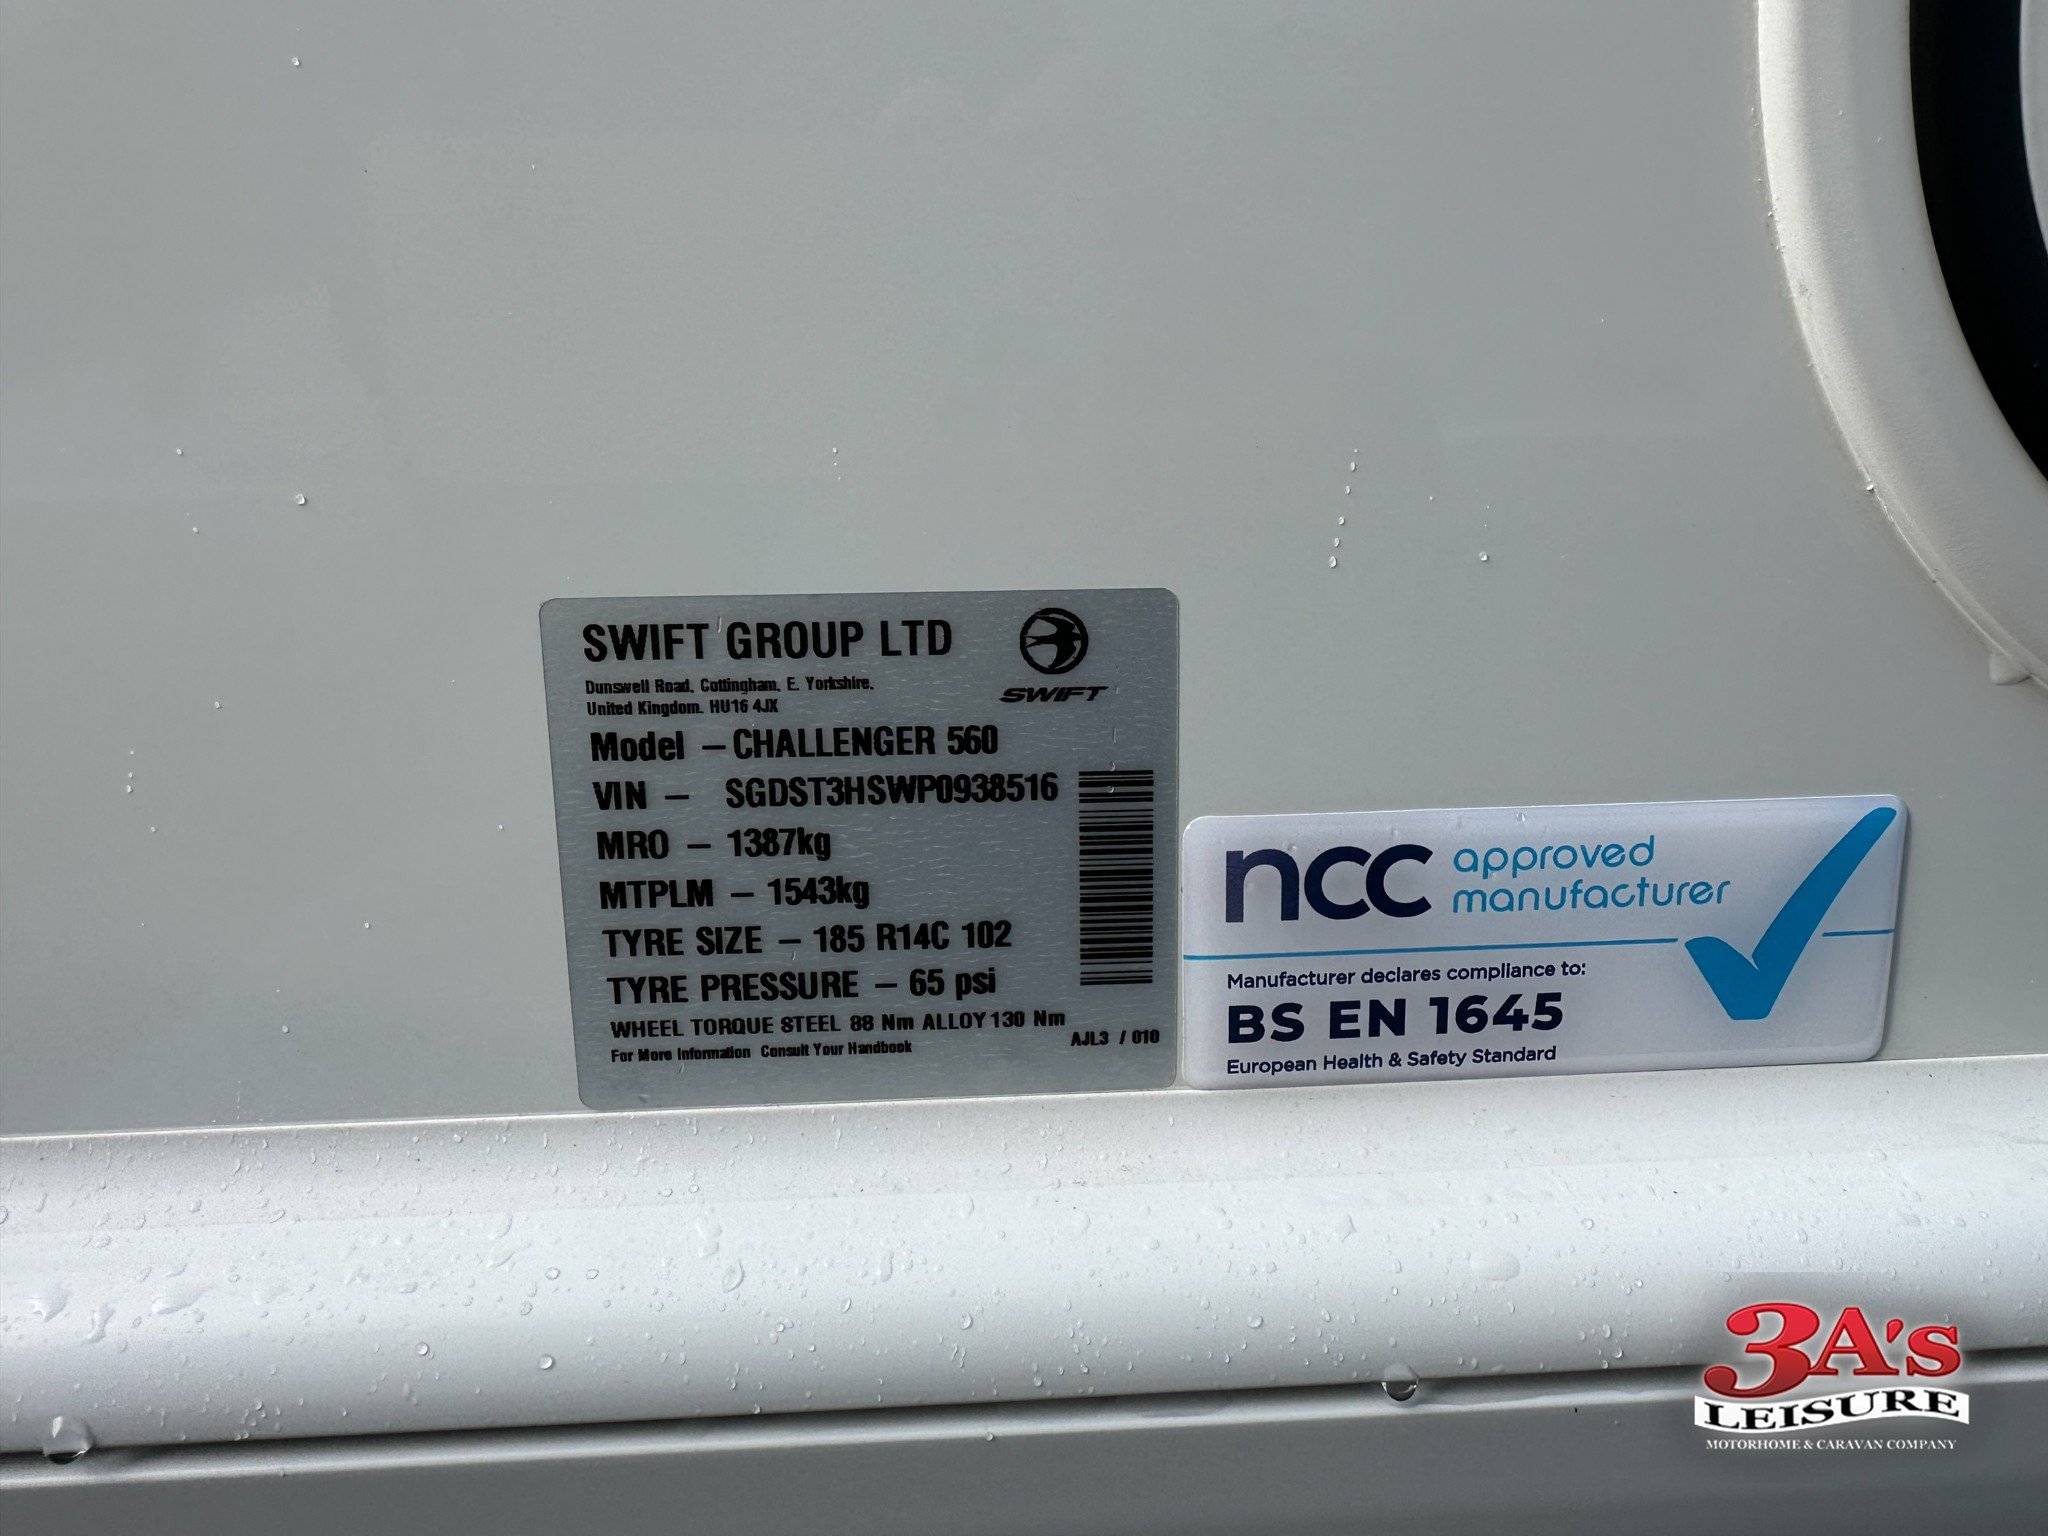 SWIFT GROUP LTD
SWIFT
Dunswell Road, Cottingham, E. Yorkshire.
United Kingdom. HU16 4JX
Model – CHALLENGER 560
VIN – SGDST3HSWP0938516
MRO – 1387kg
MTPLM – 1543kg
TYRE SIZE – 185 R14C 102
TYRE PRESSURE – 65 psi
WHEEL TORQUE STEEL 88 Nm ALLOY 130 Nm
For More Information Consult Your Handbook
AJL3 / 010
ncc approved
manufacturer
Manufacturer declares compliance to:
BS EN 1645
European Health & Safety Standard
3A's
LEISURE
MOTORHOME & CARAVAN COMPANY